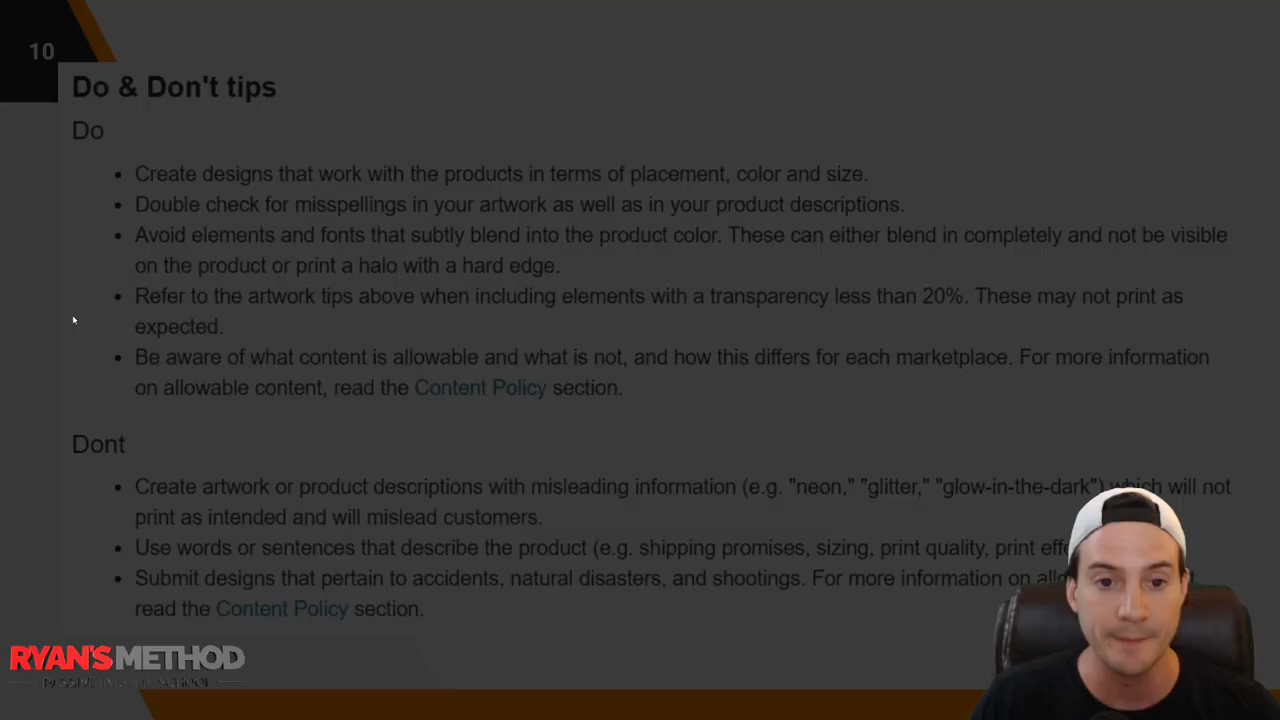 10
Do & Don't tips
Do
• Create designs that work with the products in terms of placement, color and size.
• Double check for misspellings in your artwork as well as in your product descriptions.
• Avoid elements and fonts that subtly blend into the product color. These can either blend in completely and not be visible
on the product or print a halo with a hard edge.
• Refer to the artwork tips above when including elements with a transparency less than 20%. These may not print as
expected.
• Be aware of what content is allowable and what is not, and how this differs for each marketplace. For more information
on allowable content, read the Content Policy section.
Dont
• Create artwork or product descriptions with misleading information (e.g. "neon," "glitter," "glow-in-the-dark") which will not
print as intended and will mislead customers.
• Use words or sentences that describe the product (e.g. shipping promises, sizing, print quality, print
• Submit designs that pertain to accidents, natural disasters, and shootings. For more information on
read the Content Policy section.
RYAN'S METHOD